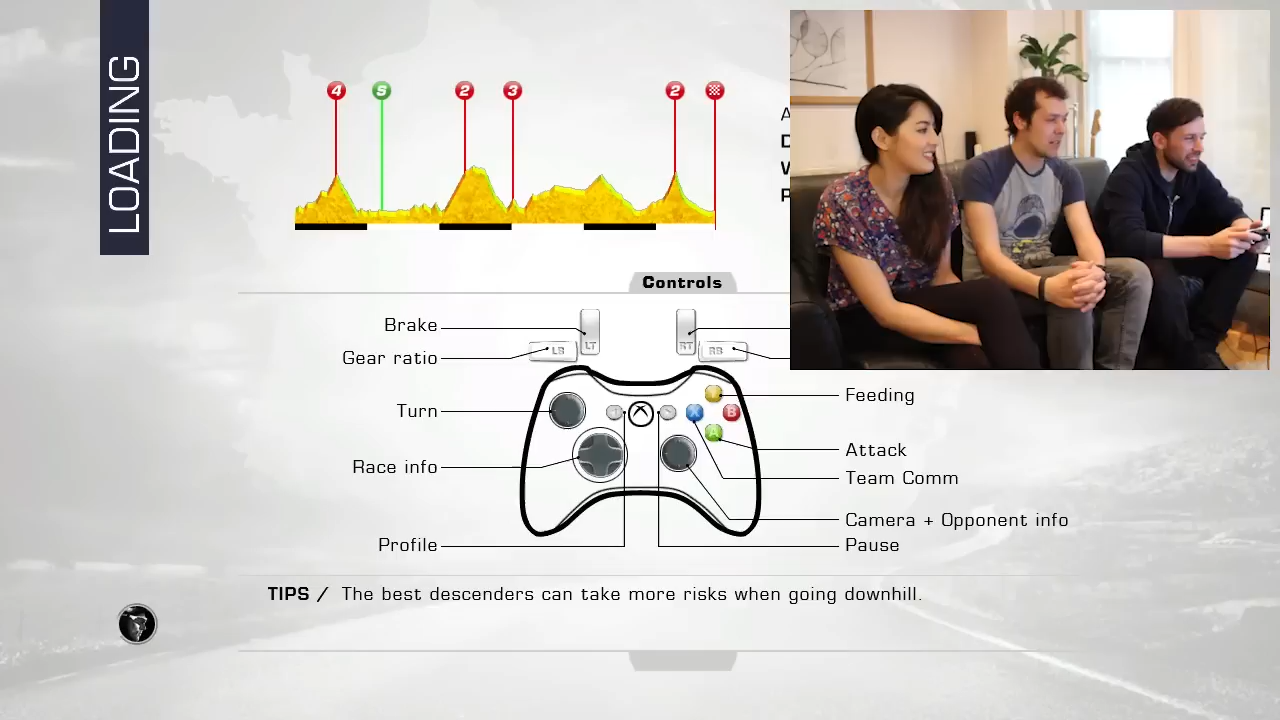 LOADING
4 S 2 3 2
A
D
W
P
Controls
Brake
Gear ratio
LT
RT
LB
RB
Turn
Race info
Profile
Y
X
B
A
Feeding
Attack
Team Comm
Camera + Opponent info
Pause
TIPS / The best descenders can take more risks when going downhill.